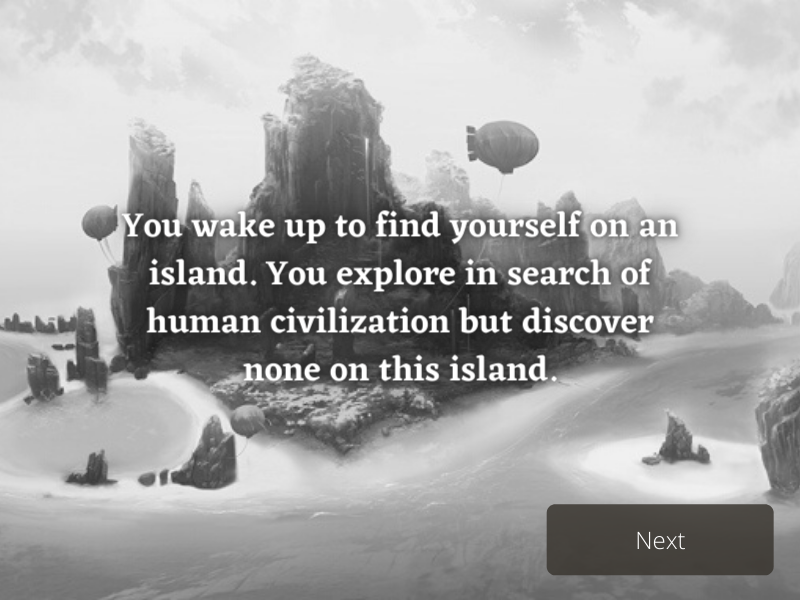 You wake up to find yourself on an
island. You explore in search of
human civilization but discover
none on this island.
Next